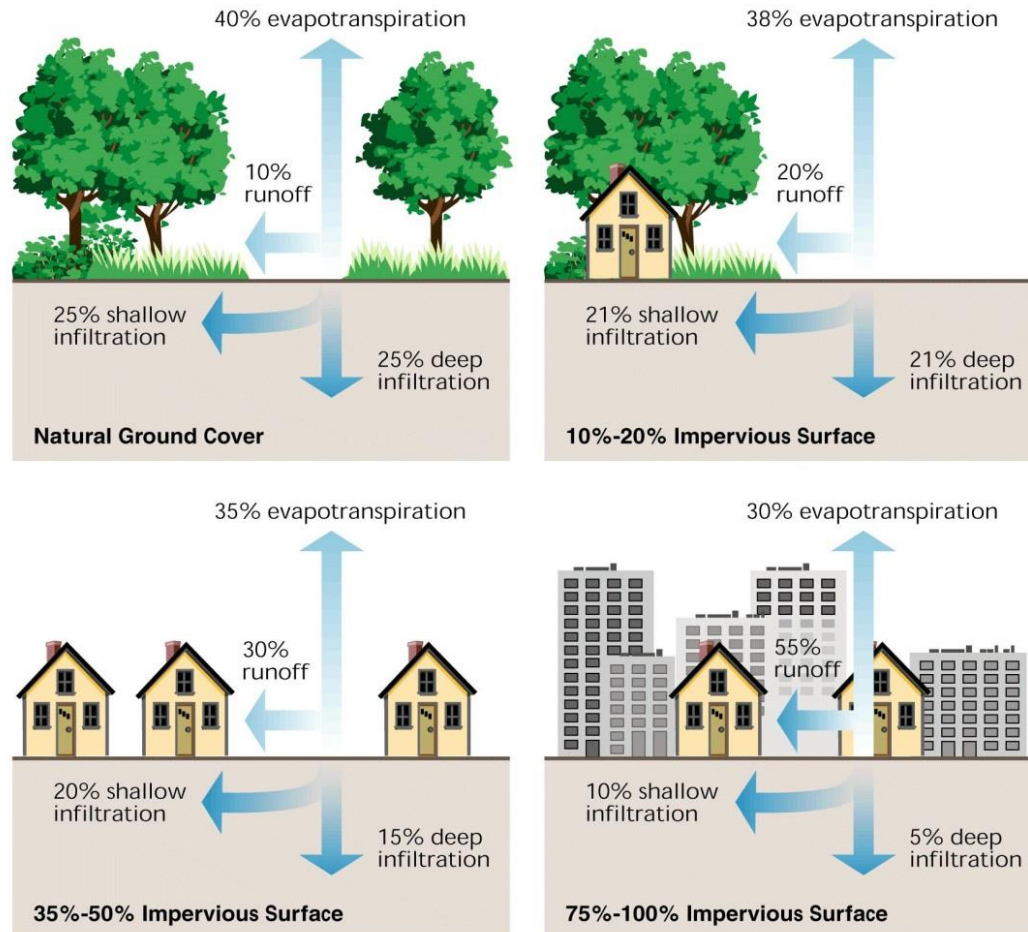 40% evapotranspiration
10%
runoff
25% shallow
infiltration
25% deep
infiltration
Natural Ground Cover
38% evapotranspiration
20%
runoff
21% shallow
infiltration
21% deep
infiltration
10%-20% Impervious Surface
35% evapotranspiration
30%
runoff
20% shallow
infiltration
15% deep
infiltration
35%-50% Impervious Surface
30% evapotranspiration
55%
runoff
10% shallow
infiltration
5% deep
infiltration
75%-100% Impervious Surface